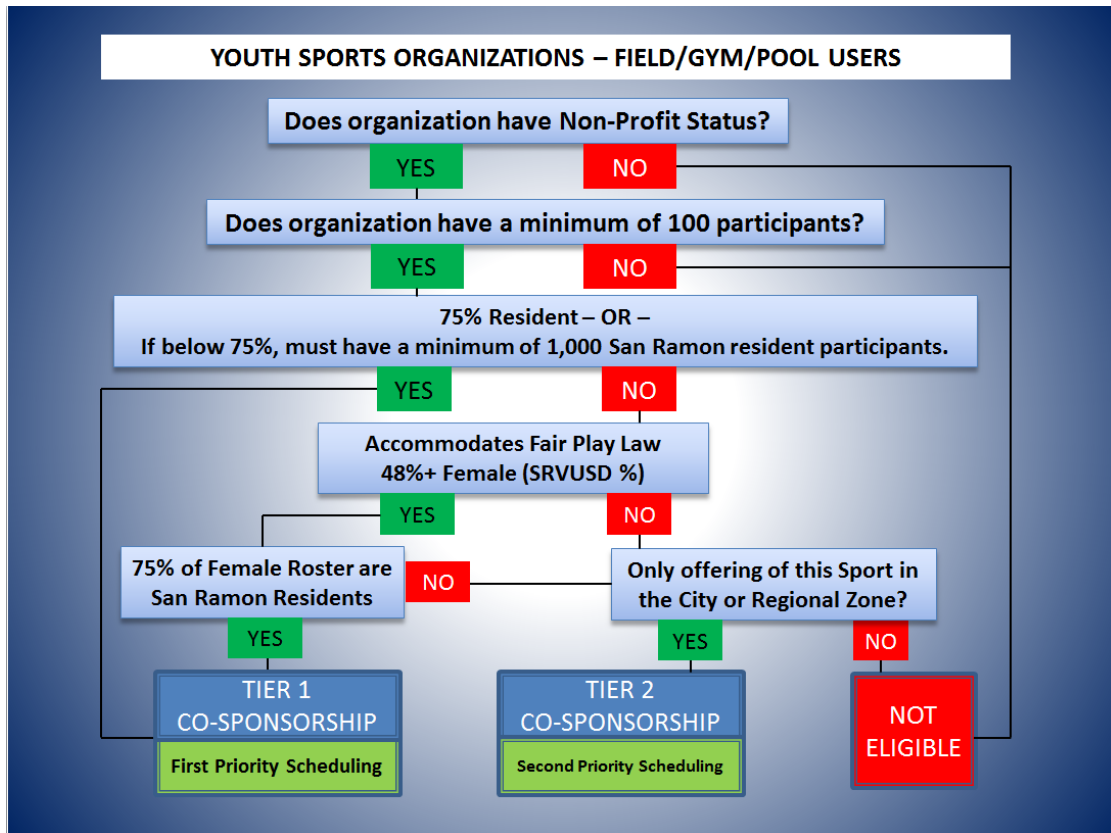 YOUTH SPORTS ORGANIZATIONS – FIELD/GYM/POOL USERS
Does organization have Non-Profit Status?
YES
NO
Does organization have a minimum of 100 participants?
YES
NO
75% Resident – OR –
If below 75%, must have a minimum of 1,000 San Ramon resident participants.
YES
NO
Accommodates Fair Play Law
48%+ Female (SRVUSD %)
YES
NO
75% of Female Roster are
San Ramon Residents
NO
YES
Only offering of this Sport in
the City or Regional Zone?
YES
NO
TIER 1
CO-SPONSORSHIP
First Priority Scheduling
TIER 2
CO-SPONSORSHIP
Second Priority Scheduling
NOT
ELIGIBLE